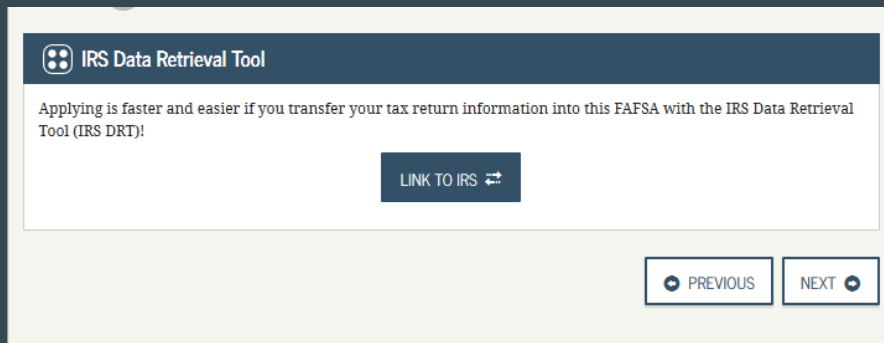 IRS Data Retrieval Tool
Applying is faster and easier if you transfer your tax return information into this FAFSA with the IRS Data Retrieval
Tool (IRS DRT)!
LINK TO IRS
PREVIOUS
NEXT